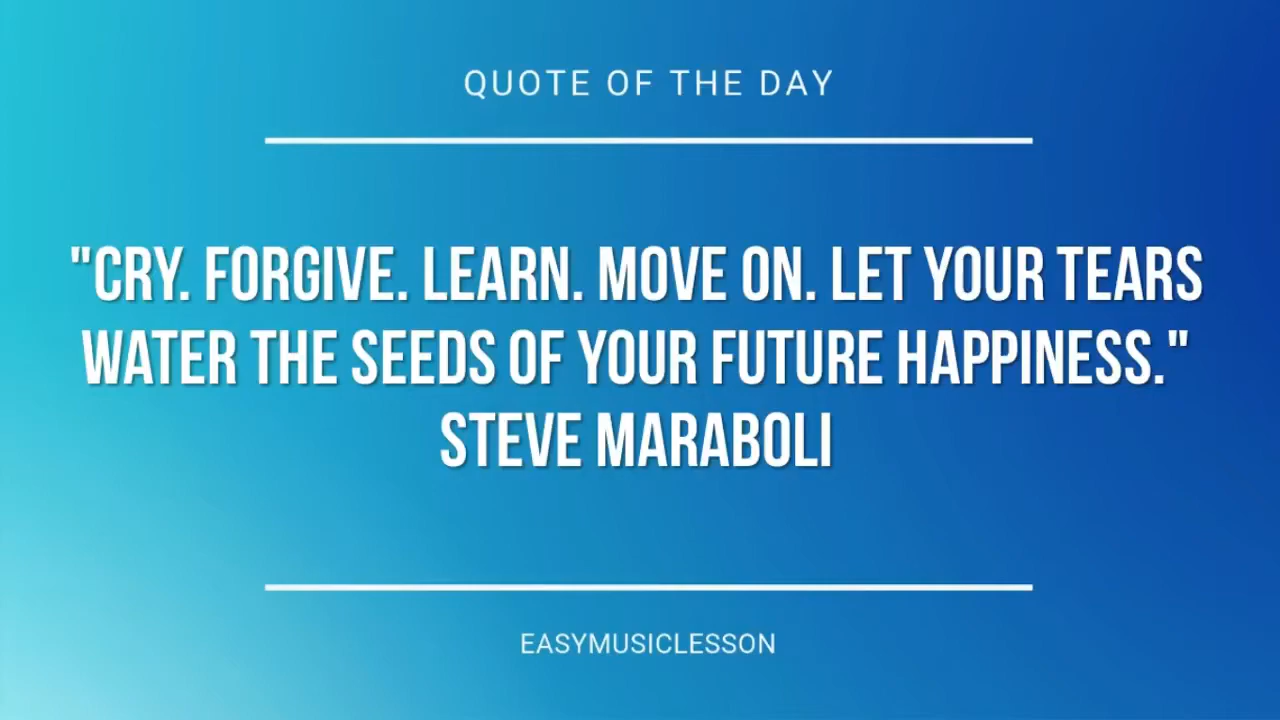 QUOTE OF THE DAY
"CRY. FORGIVE. LEARN. MOVE ON. LET YOUR TEARS
WATER THE SEEDS OF YOUR FUTURE HAPPINESS."
STEVE MARABOLI
EASYMUSICLESSON